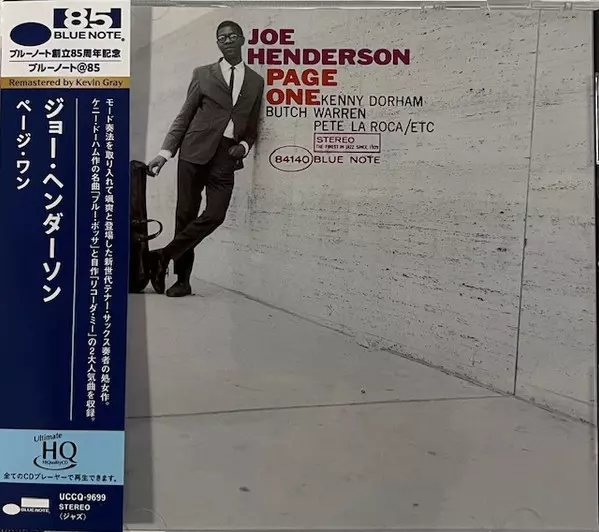 85
BLUE NOTE®
ブルーノート創立85周年記念
ブルーノート@85
Remastered by Kevin Gray
ジョー・ヘンダーソン
ページ・ワン
モード奏法を取り入れて颯爽と登場した新世代テナー・サックス奏者の処女作。
ケニー・ドーハム作の名曲「ブルー・ボッサ」と自作「リコーダ・ミー」の2大人気曲を収録。
Ultimate
HQ
HiQualityCD
全てのCDプレーヤーで再生できます。
BLUE NOTE®
UCCQ-9699
STEREO
〈ジャズ〉
JOE
HENDERSON
PAGE
ONE KENNY DORHAM
BUTCH WARREN
PETE LA ROCA/ETC
STEREO
THE FINEST IN JAZZ SINCE 1939
84140 BLUE NOTE